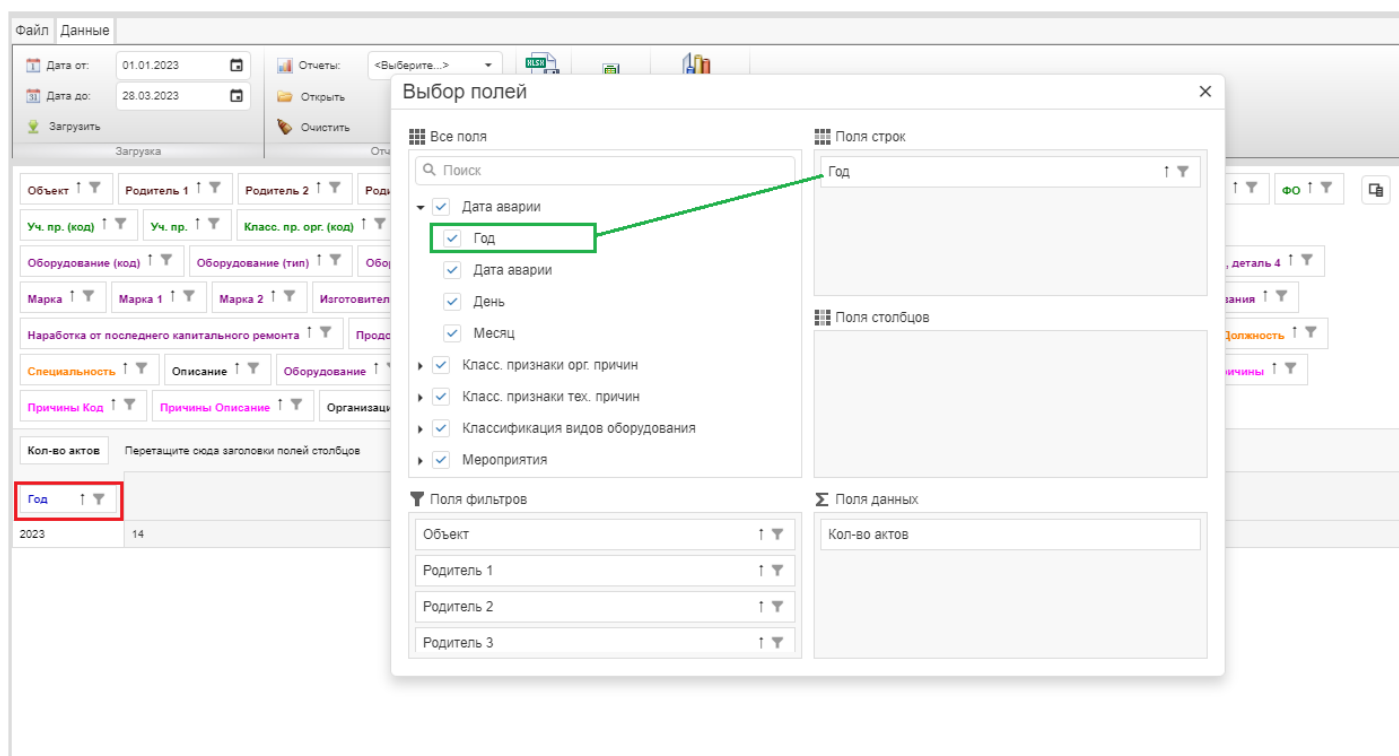 Файл Данные
Дата от: 01.01.2023 Отчеты: <Выберите...> XLSX
Дата до: 28.03.2023 Открыть
Загрузить Очистить
Загрузка
Выбор полей
Все поля
Поиск
Дата аварии
Год
Дата аварии
День
Месяц
Класс. признаки орг. причин
Класс. признаки тех. причин
Классификация видов оборудования
Мероприятия
Поля строк
Год
Поля столбцов
Поля фильтров
Объект
Родитель 1
Родитель 2
Родитель 3
Поля данных
Кол-во актов
Объект Родитель 1 Родитель 2 ФО
Уч. пр. (код) Уч. пр. Класс. пр. орг. (код)
Оборудование (код) Оборудование (тип) , деталь 4
Марка Марка 1 Марка 2
Наработка от последнего капитального ремонта Должность
Специальность Описание Оборудование
Причины Код Причины Описание
Кол-во актов Перетащите сюда заголовки полей столбцов
Год
2023 14